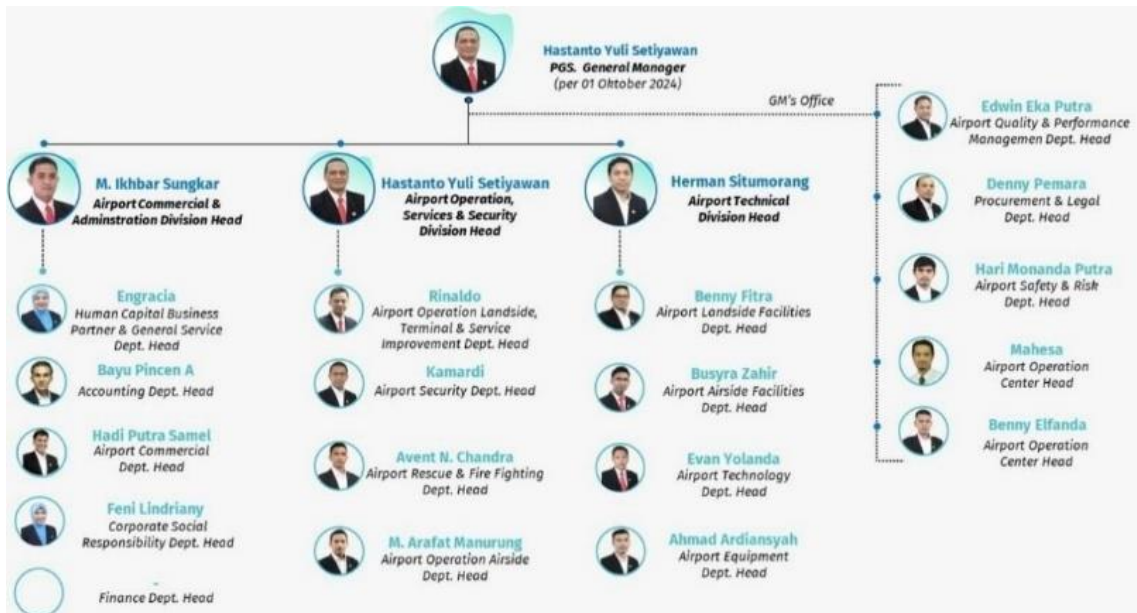 Hastanto Yuli Setiyawan
PGS. General Manager
(per 01 Oktober 2024)
GM's Office
M. Ikhbar Sungkar
Airport Commercial &
Adminstration Division Head
Hastanto Yuli Setiyawan
Airport Operation,
Services & Security
Division Head
Herman Situmorang
Airport Technical
Division Head
Engracia
Human Capital Business
Partner & General Service
Dept. Head
Bayu Pincen A
Accounting Dept. Head
Hadi Putra Samel
Airport Commercial
Dept. Head
Feni Lindriany
Corporate Social
Responsibility Dept. Head
-
Finance Dept. Head
Rinaldo
Airport Operation Landside,
Terminal & Service
Improvement Dept. Head
Kamardi
Airport Security Dept. Head
Avent N. Chandra
Airport Rescue & Fire Fighting
Dept. Head
M. Arafat Manurung
Airport Operation Airside
Dept. Head
Benny Fitra
Airport Landside Facilities
Dept. Head
Busyra Zahir
Airport Airside Facilities
Dept. Head
Evan Yolanda
Airport Technology
Dept. Head
Ahmad Ardiansyah
Airport Equipment
Dept. Head
Edwin Eka Putra
Airport Quality & Performance
Managemen Dept. Head
Denny Pemara
Procurement & Legal
Dept. Head
Hari Monanda Putra
Airport Safety & Risk
Dept. Head
Mahesa
Airport Operation
Center Head
Benny Elfanda
Airport Operation
Center Head